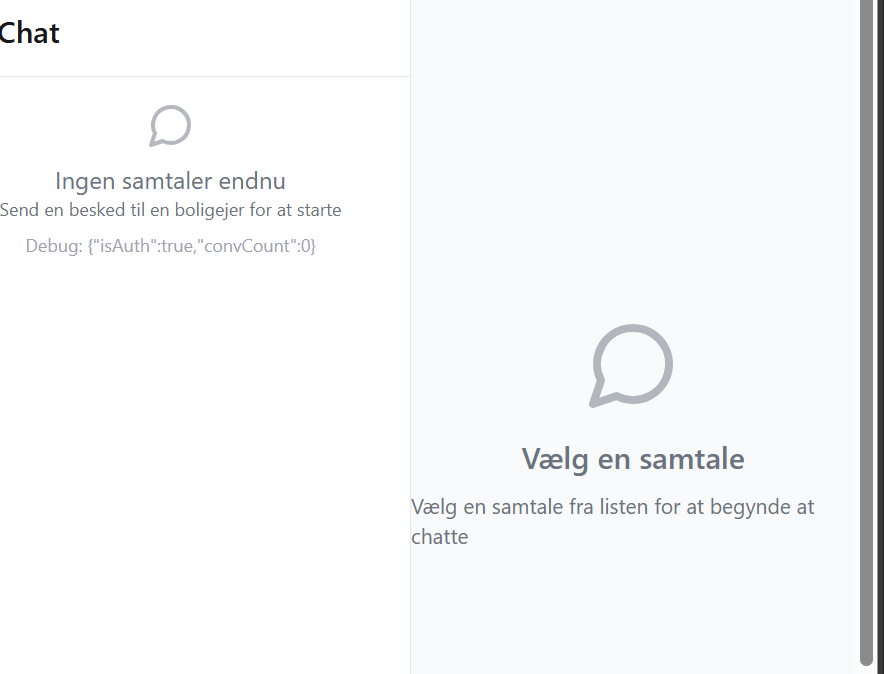 Chat
Ingen samtaler endnu
Send en besked til en boligejer for at starte
Debug: {"isAuth":true,"convCount":0}
Vælg en samtale
Vælg en samtale fra listen for at begynde at
chatte